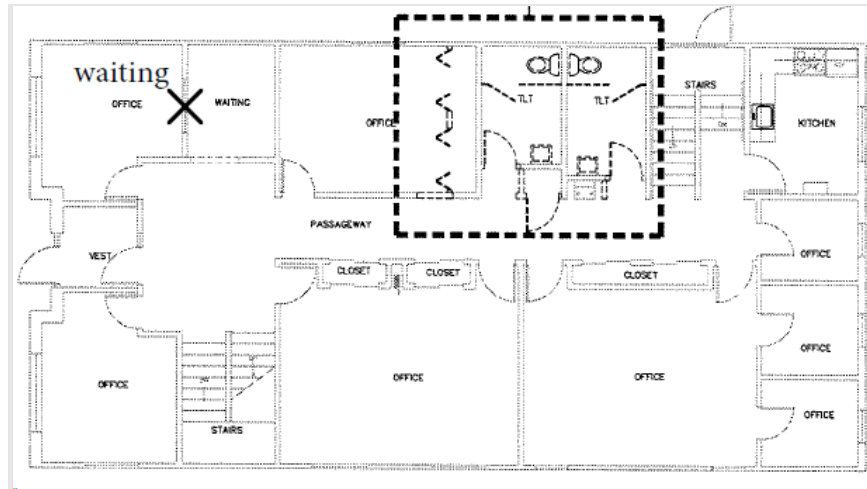 waiting
OFFICE
WAITING
OFFICE
TLT
TLT
STAIRS
KITCHEN
PASSAGEWAY
VEST
OFFICE
CLOSET
CLOSET
CLOSET
OFFICE
OFFICE
OFFICE
OFFICE
OFFICE
STAIRS